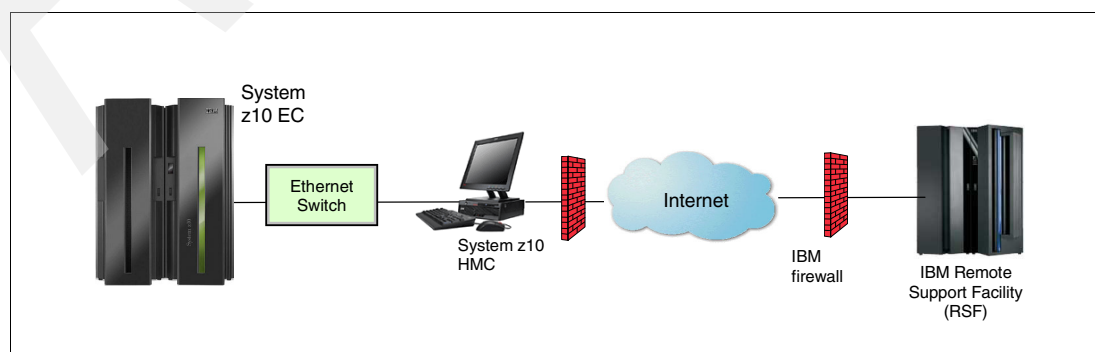 System
z10 EC
Ethernet
Switch
System z10
HMC
Internet
IBM
firewall
IBM Remote
Support Facility
(RSF)